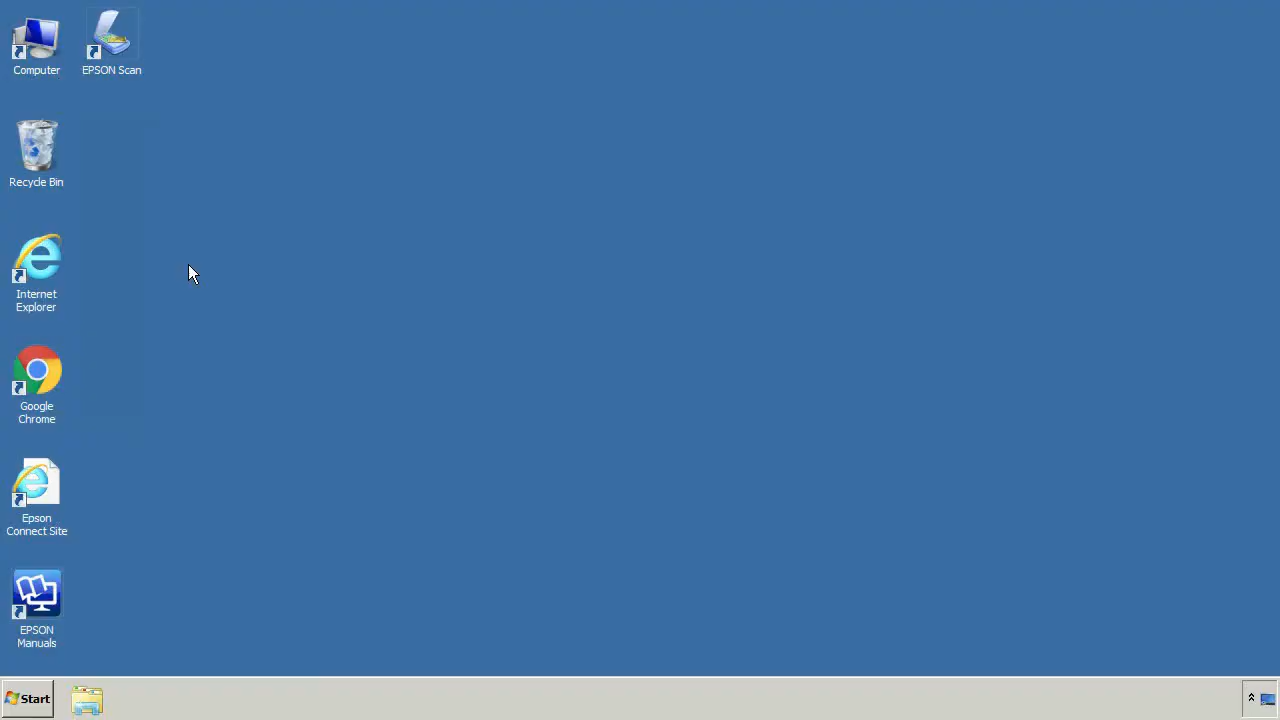 Computer
EPSON Scan
Recycle Bin
Internet
Explorer
Google
Chrome
Epson
Connect Site
EPSON
Manuals
Start